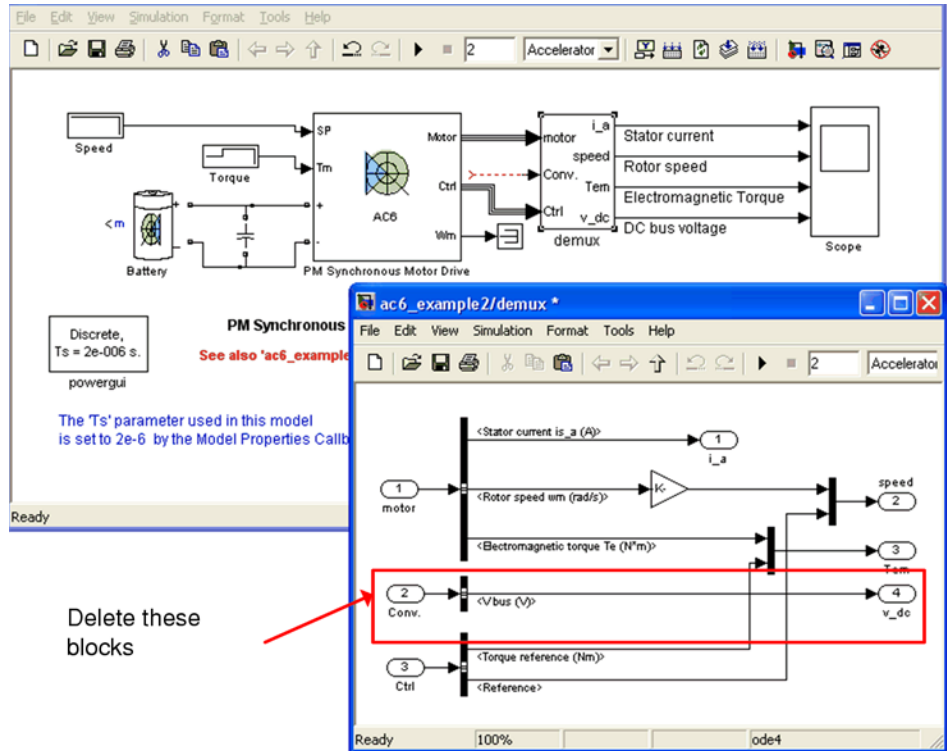 File Edit View Simulation Format Tools Help
2 Accelerator
Speed
Torque
<m
Battery
+
-
SP
Tm
+
-
Motor
Ctrl
Wm
AC6
PM Synchronous Motor Drive
motor
Conv.
Ctrl
i_a
speed
Tem
v_dc
demux
Stator current
Rotor speed
Electromagnetic Torque
DC bus voltage
Scope
Discrete,
Ts = 2e-006 s.
powergui
PM Synchronous
See also 'ac6_example
The 'Ts' parameter used in this model
is set to 2e-6 by the Model Properties Callb
Ready
ac6_example2/demux *
File Edit View Simulation Format Tools Help
2 Accelerator
<Stator current is_a (A)>
1
i_a
1
motor
<Rotor speed wm (rad/s)>
K-
speed
2
<Electromagnetic torque Te (N*m)>
3
Tem
2
Conv.
<Vbus (V)>
4
v_dc
<Torque reference (Nm)>
3
Ctrl
<Reference>
Ready 100% ode4
Delete these
blocks